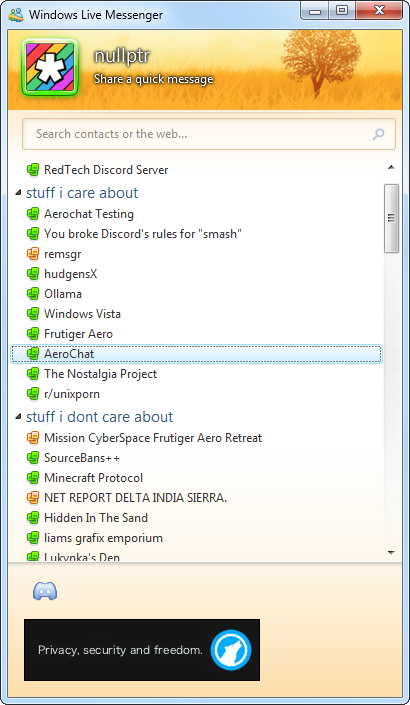 Windows Live Messenger
nullptr
Share a quick message
Search contacts or the web...
RedTech Discord Server
stuff i care about
Aerochat Testing
You broke Discord's rules for "smash"
remsgr
hudgensX
Ollama
Windows Vista
Frutiger Aero
AeroChat
The Nostalgia Project
r/unixporn
stuff i dont care about
Mission CyberSpace Frutiger Aero Retreat
SourceBans++
Minecraft Protocol
NET REPORT DELTA INDIA SIERRA.
Hidden In The Sand
liams grafix emporium
Lukynka's Den
Privacy, security and freedom.